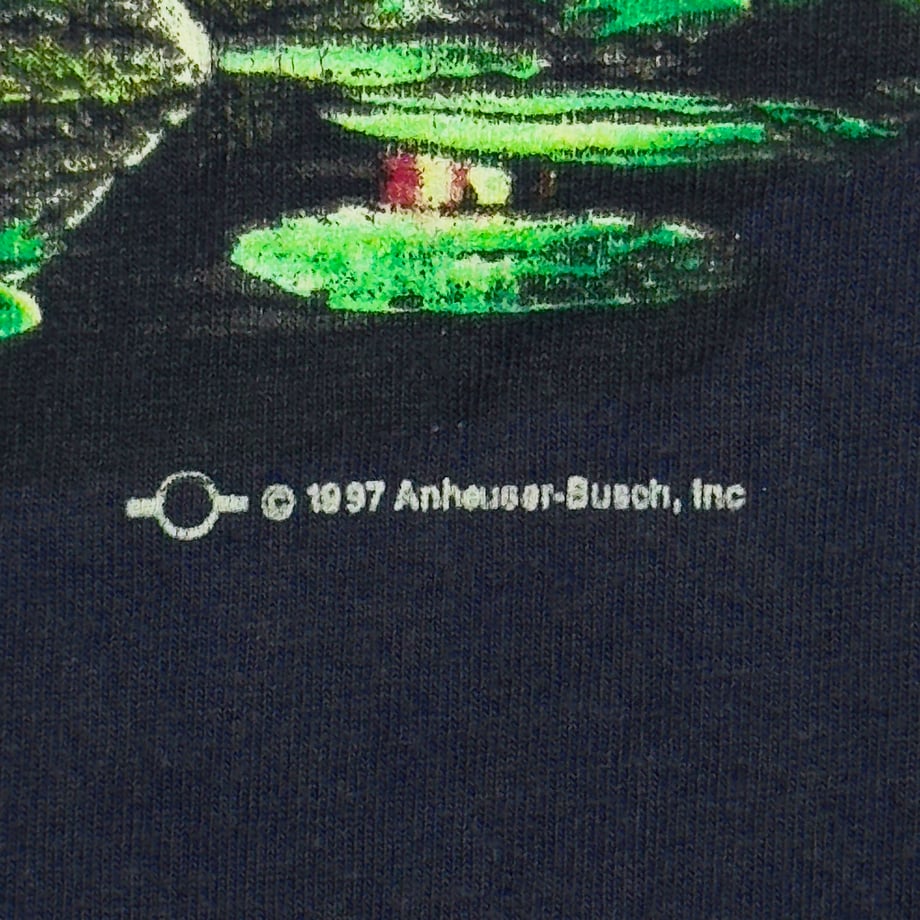 © 1997 Anheuser-Busch, Inc